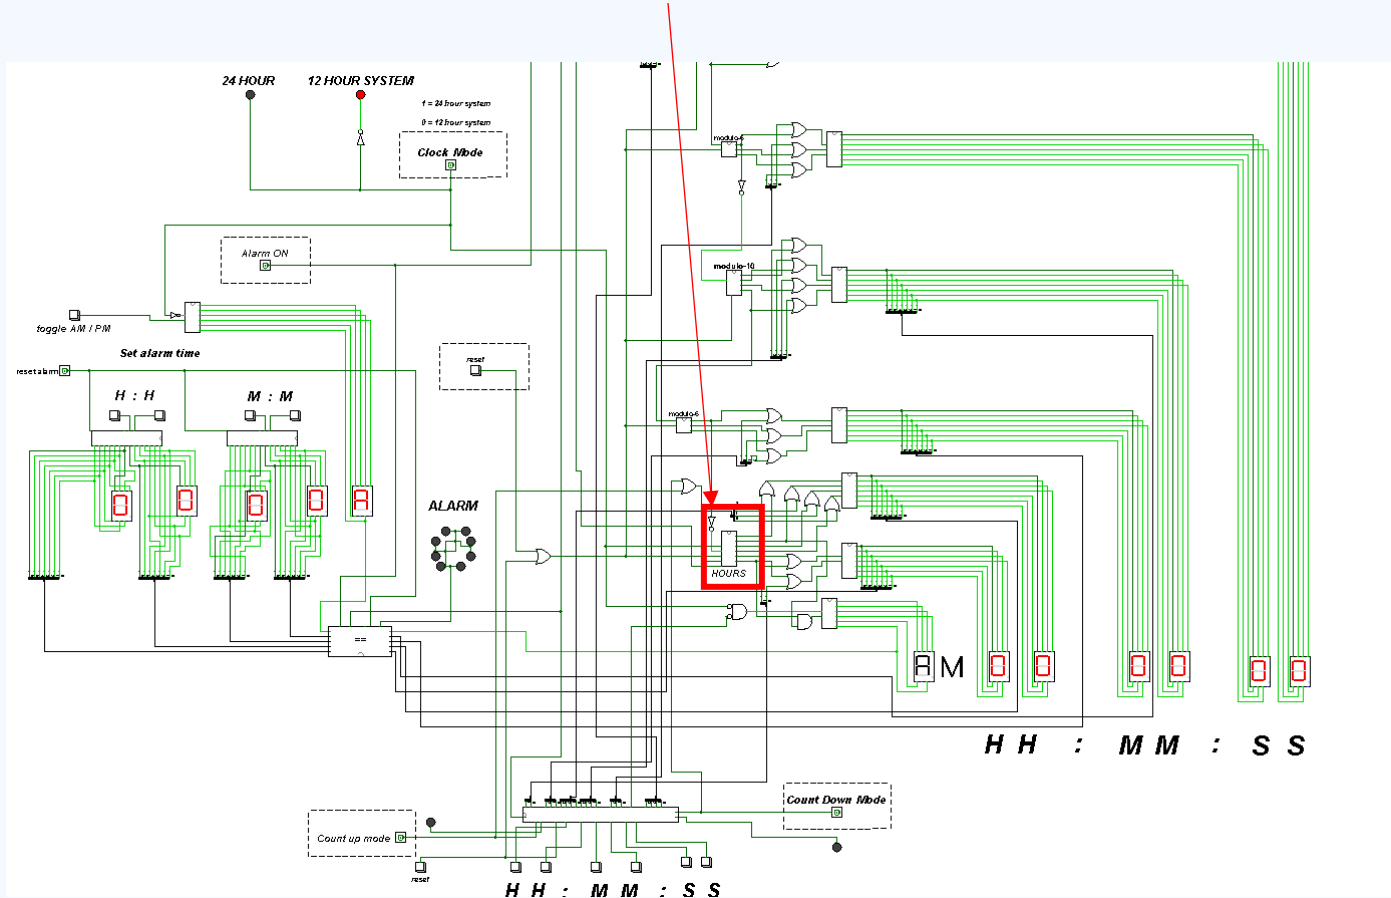 24 HOUR
12 HOUR SYSTEM
1 = 24 hour system
0 = 12 hour system
Clock Mode
modulo-6
Alarm ON
modulo-10
toggle AM / PM
Set alarm time
reset
reset alarm
H : H
M : M
modulo-6
ALARM
HOURS
==
M
H H : M M : S S
Count Down Mode
Count up mode
reset
H H : M M : S S